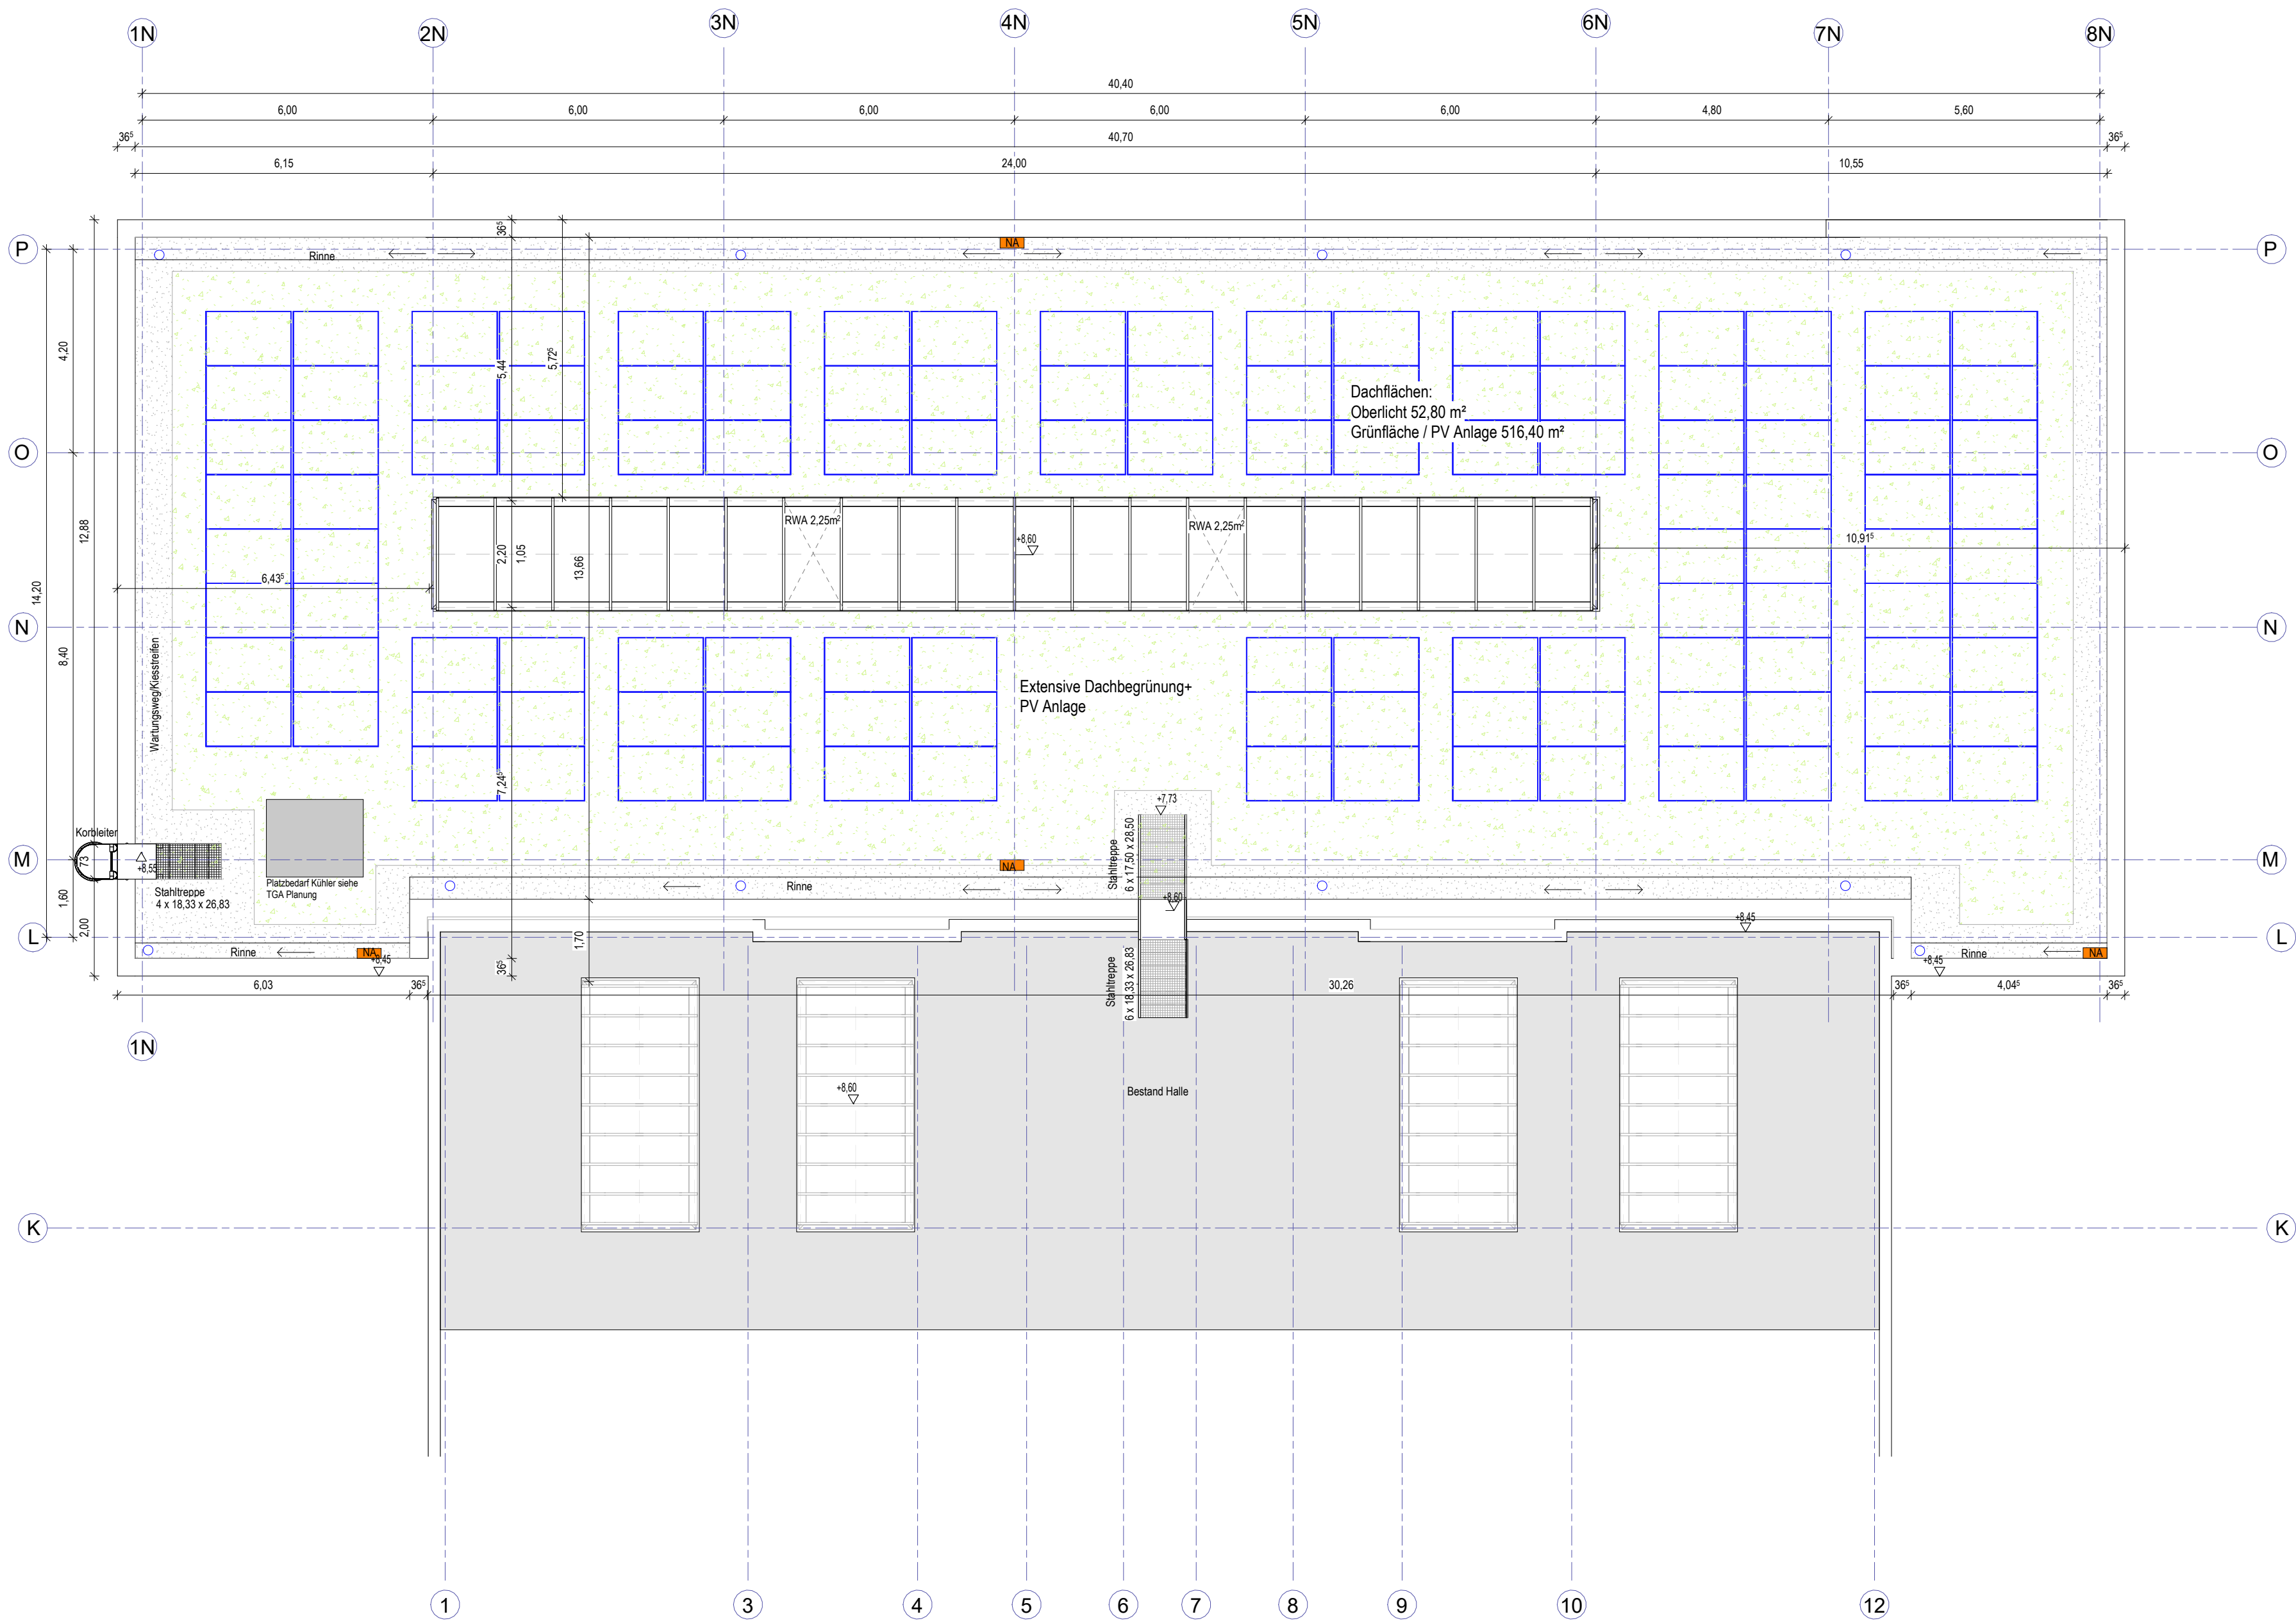 1N
2N
3N
4N
5N
6N
7N
8N
40,40
6,00
6,00
6,00
6,00
6,00
4,80
5,60
36⁵
40,70
36⁵
6,15
24,00
10,55
P
P
36⁵
NA
Rinne
4,20
5,44
5,72⁵
Dachflächen:
Oberlicht 52,80 m²
Grünfläche / PV Anlage 516,40 m²
O
O
12,88
RWA 2,25m²
RWA 2,25m²
+8,60
2,20
1,05
13,66
10,91⁵
6,43⁵
14,20
N
N
8,40
Wartungsweg/Kiesstreifen
Extensive Dachbegrünung+
PV Anlage
7,24⁵
+7,73
Stahltreppe
6 x 17,50 x 28,50
Korbleiter
M
M
73
+8,55
NA
Platzbedarf Kühler siehe
TGA Planung
Stahltreppe
4 x 18,33 x 26,83
Rinne
1,60
2,00
+8,60
+8,45
L
L
1,70
Rinne
NA
+8,45
36⁵
Stahltreppe
6 x 18,33 x 26,83
+8,45
Rinne
NA
6,03
36⁵
30,26
36⁵
4,04⁵
36⁵
1N
+8,60
Bestand Halle
K
K
1
3
4
5
6
7
8
9
10
12